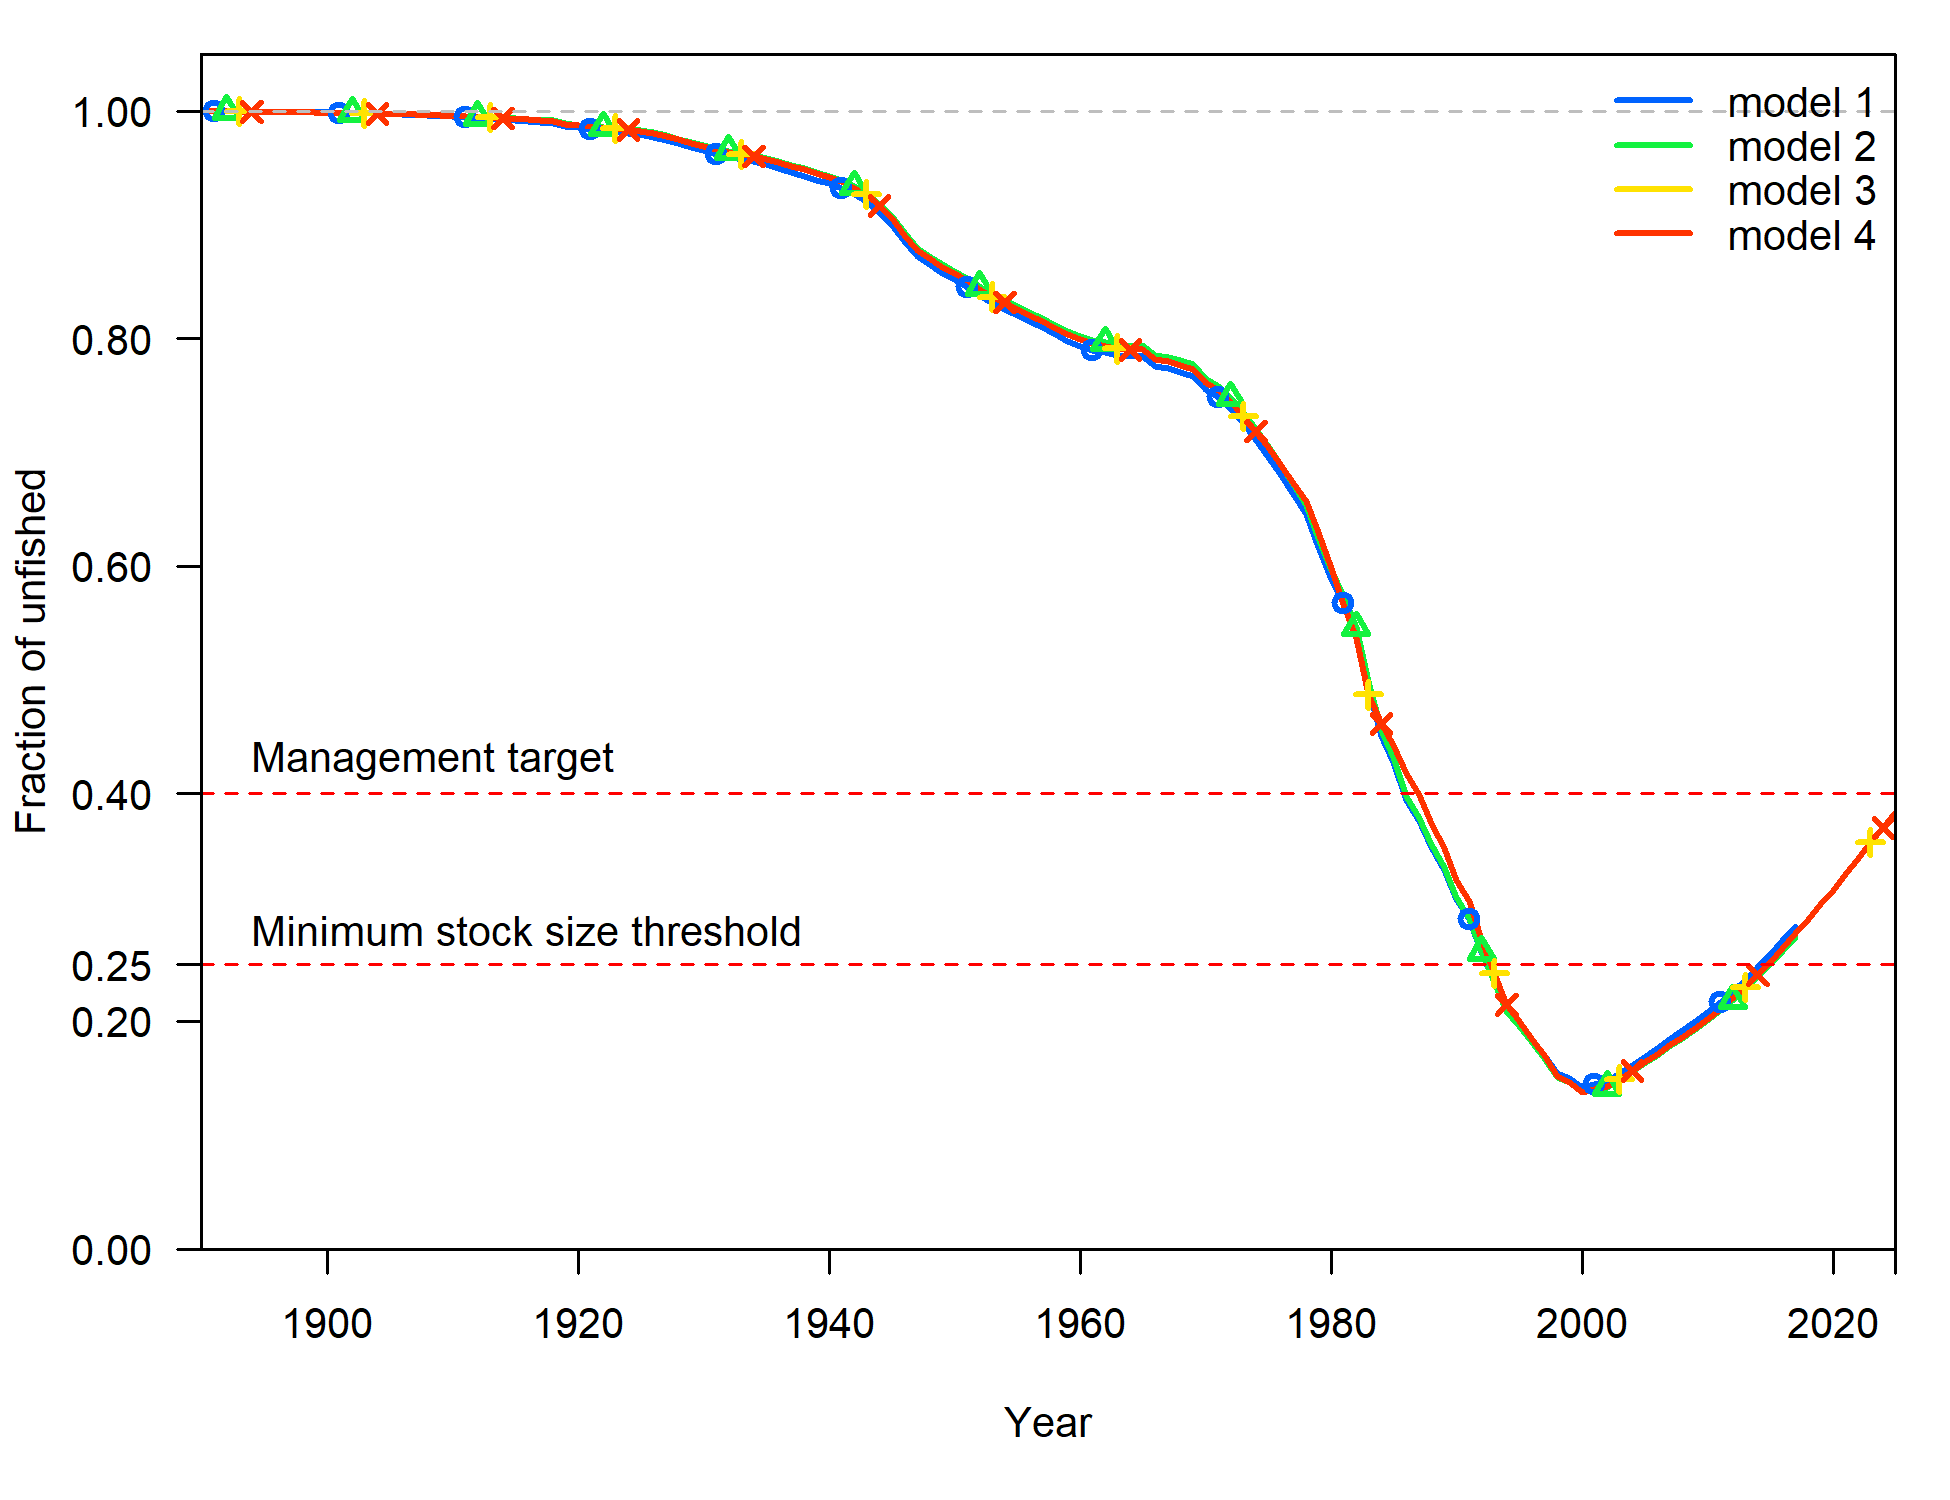 1.00
0.80
0.60
0.40
0.25
0.20
0.00
Fraction of unfished
model 1
model 2
model 3
model 4
Management target
Minimum stock size threshold
1900 1920 1940 1960 1980 2000 2020
Year